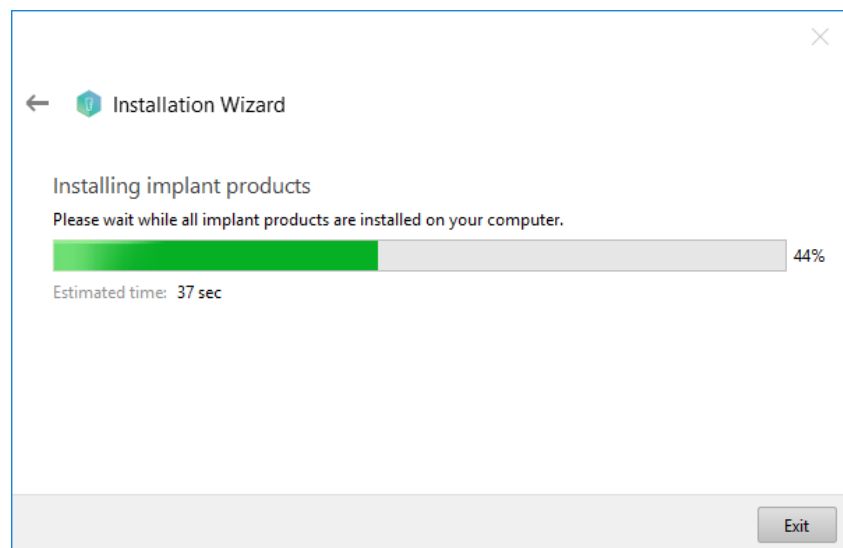 Installation Wizard
Installing implant products
Please wait while all implant products are installed on your computer.
44%
Estimated time: 37 sec
Exit